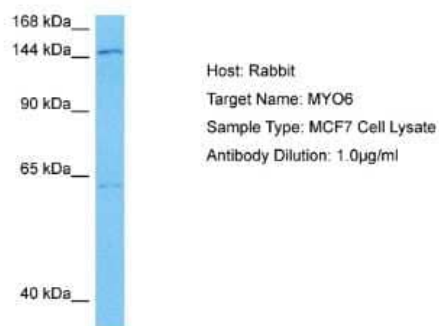 168 kDa
144 kDa
90 kDa
65 kDa
40 kDa
Host: Rabbit
Target Name: MYO6
Sample Type: MCF7 Cell Lysate
Antibody Dilution: 1.0µg/ml